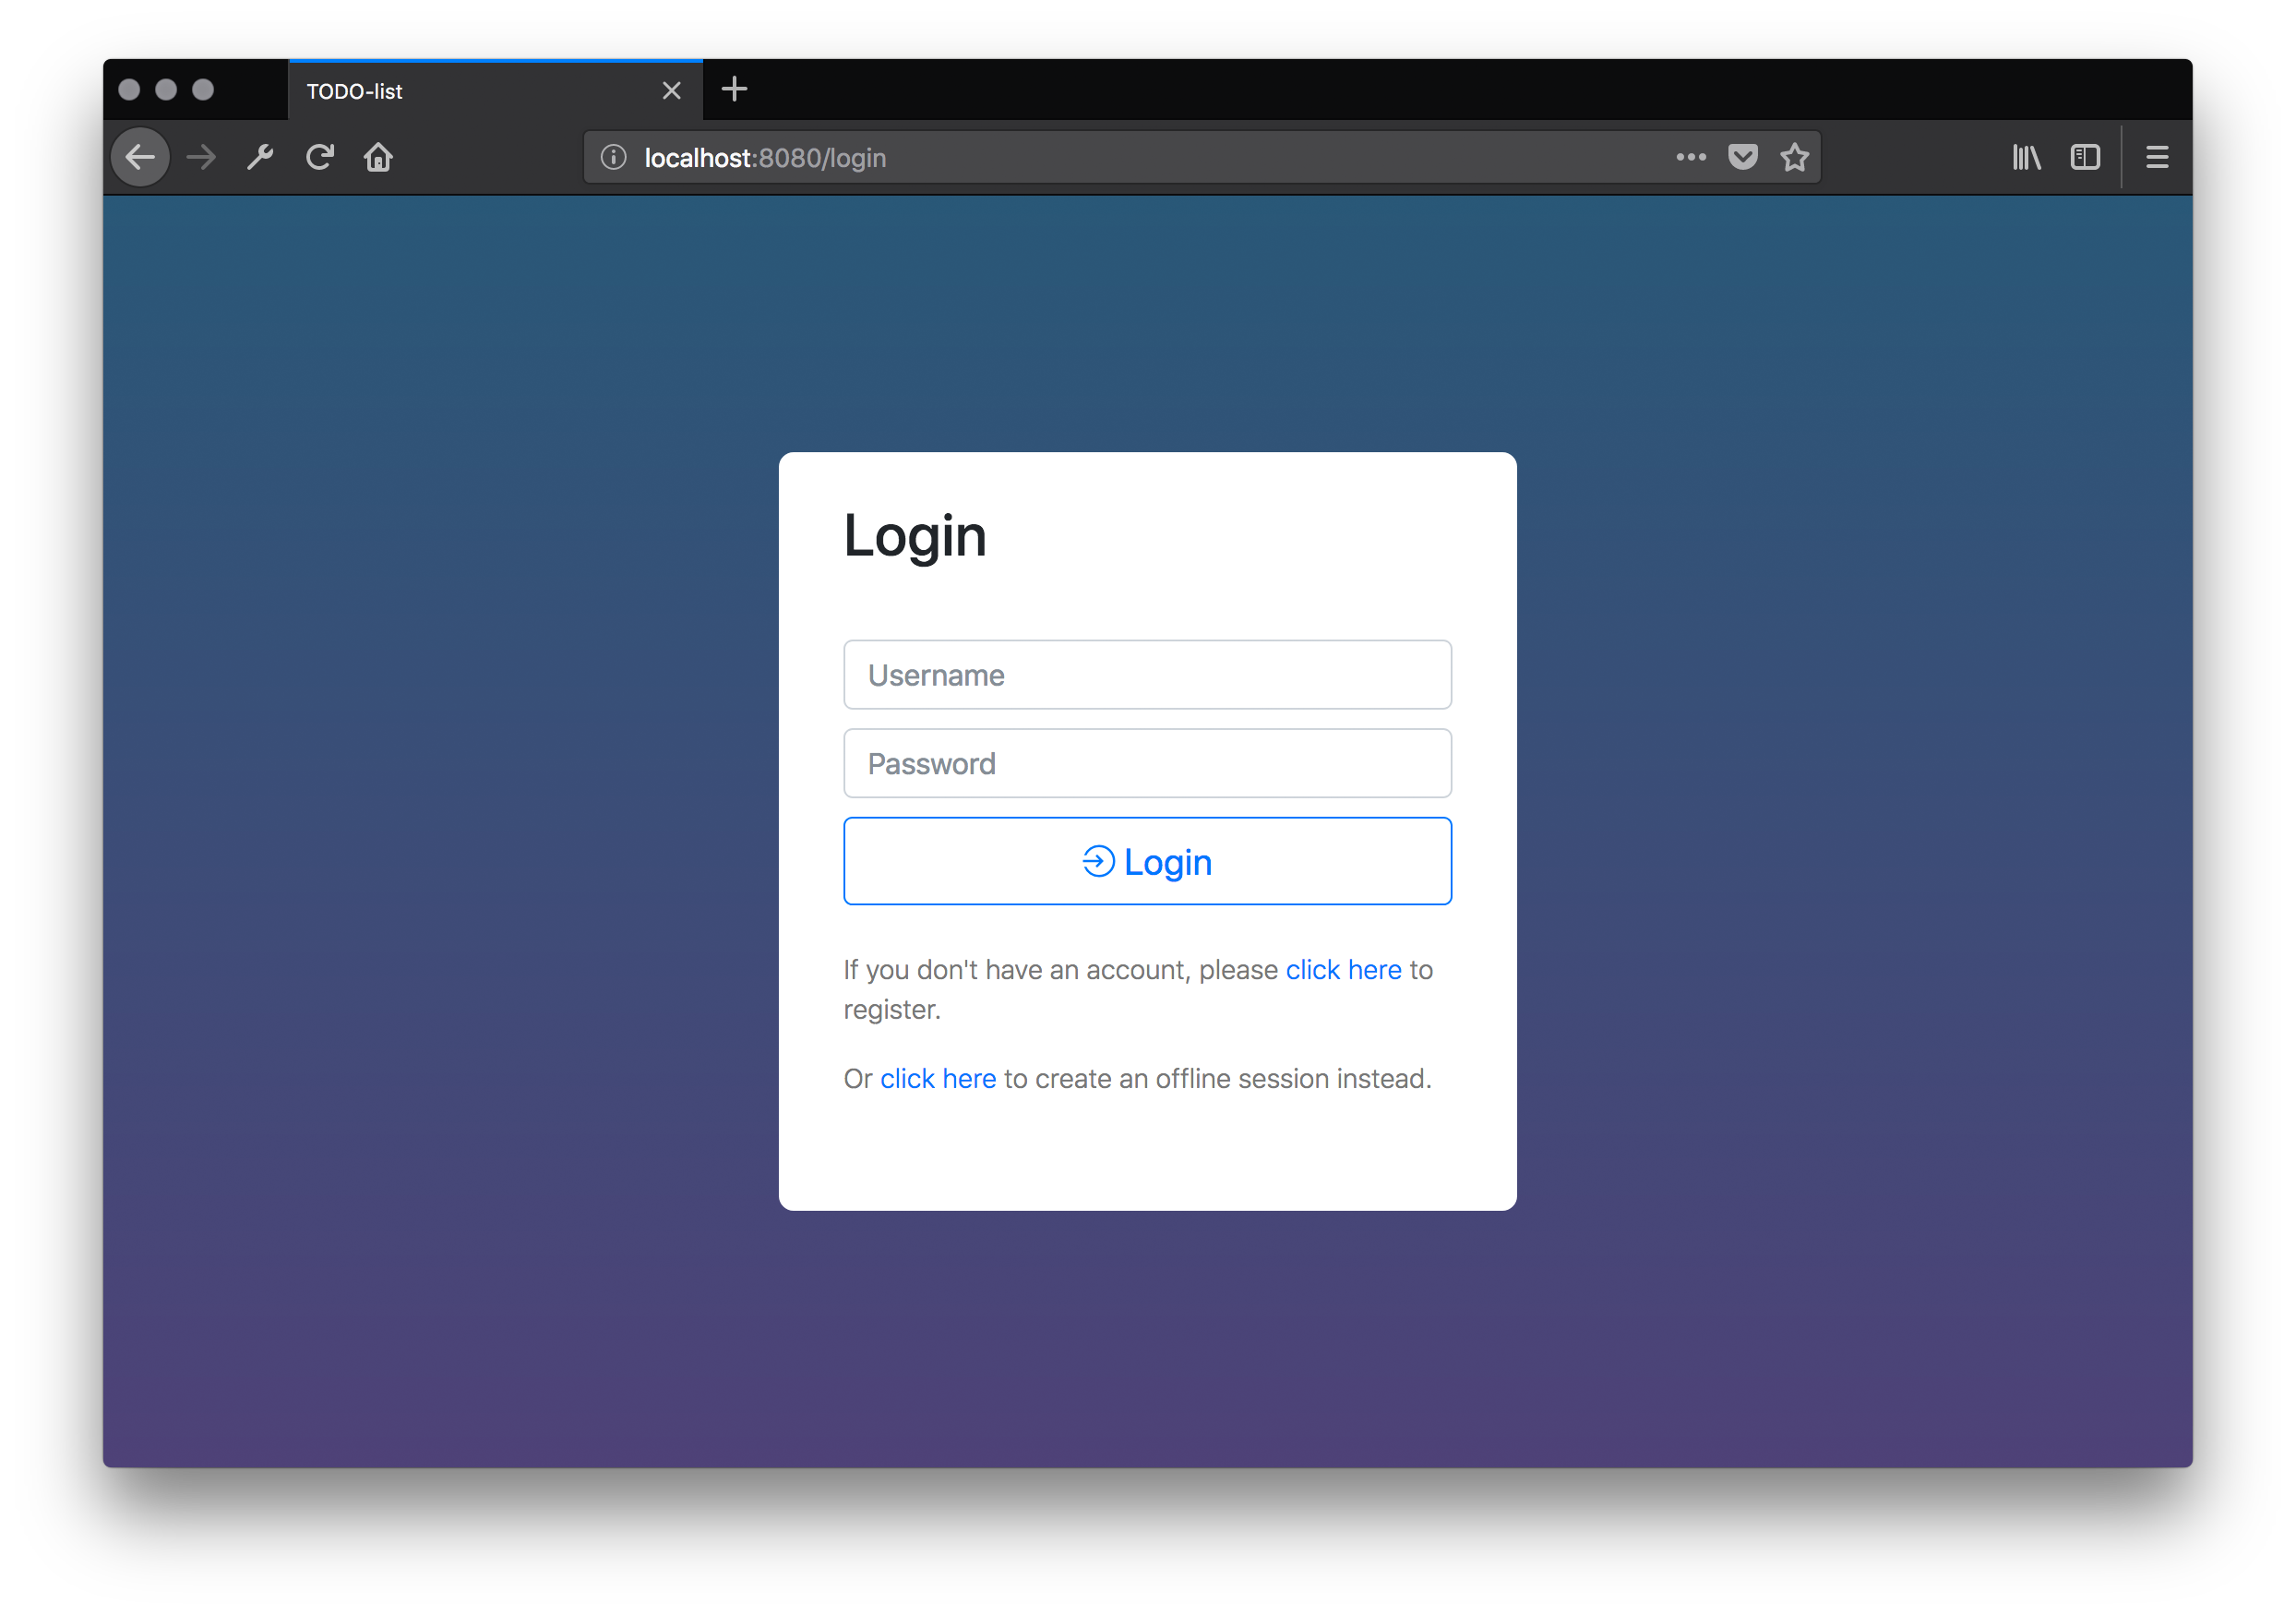 TODO-list
localhost:8080/login
Login
Username
Password
Login
If you don't have an account, please click here to
register.
Or click here to create an offline session instead.